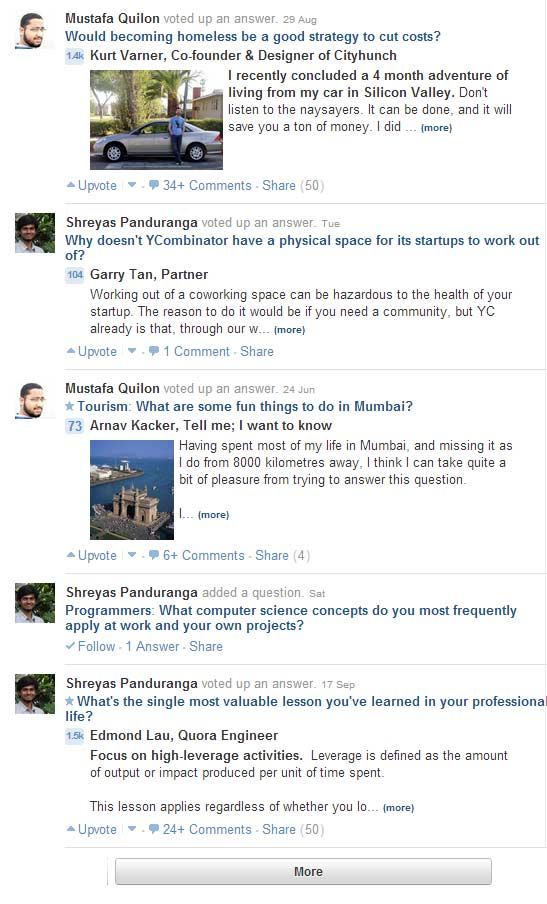 Mustafa Quilon voted up an answer. 29 Aug
Would becoming homeless be a good strategy to cut costs?
1.4k Kurt Varner, Co-founder & Designer of Cityhunch
I recently concluded a 4 month adventure of
living from my car in Silicon Valley. Don't
listen to the naysayers. It can be done, and it will
save you a ton of money. I did ... (more)
Upvote · 34+ Comments · Share (50)
Shreyas Panduranga voted up an answer. Tue
Why doesn't YCombinator have a physical space for its startups to work out
of?
104 Garry Tan, Partner
Working out of a coworking space can be hazardous to the health of your
startup. The reason to do it would be if you need a community, but YC
already is that, through our w... (more)
Upvote · 1 Comment · Share
Mustafa Quilon voted up an answer. 24 Jun
Tourism: What are some fun things to do in Mumbai?
73 Arnav Kacker, Tell me; I want to know
Having spent most of my life in Mumbai, and missing it as
I do from 8000 kilometres away, I think I can take quite a
bit of pleasure from trying to answer this question.
I... (more)
Upvote · 6+ Comments · Share (4)
Shreyas Panduranga added a question. Sat
Programmers: What computer science concepts do you most frequently
apply at work and your own projects?
Follow · 1 Answer · Share
Shreyas Panduranga voted up an answer. 17 Sep
What's the single most valuable lesson you've learned in your professional
life?
1.5k Edmond Lau, Quora Engineer
Focus on high-leverage activities. Leverage is defined as the amount
of output or impact produced per unit of time spent.
This lesson applies regardless of whether you lo... (more)
Upvote · 24+ Comments · Share (50)
More